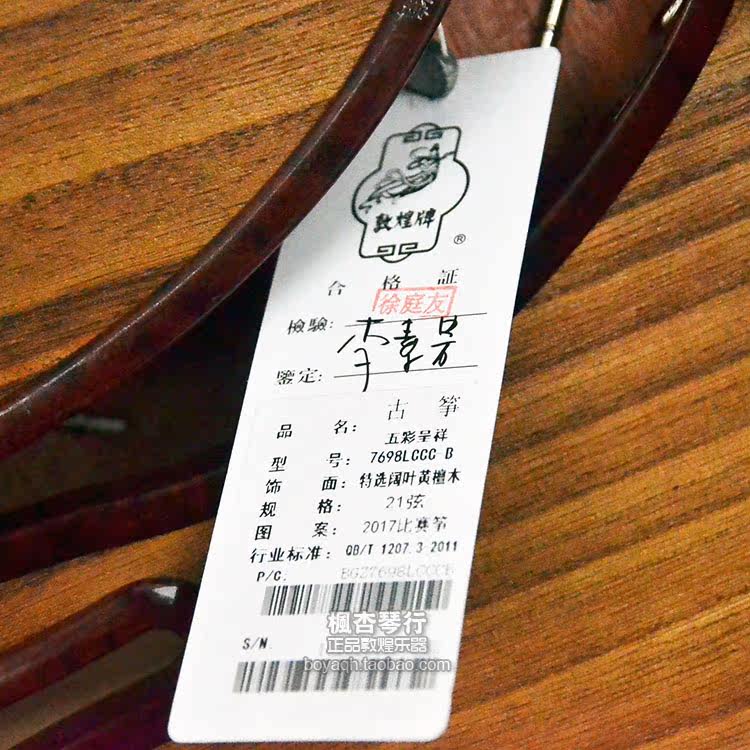 敦煌牌
®
合格証
徐庭友
檢驗:
鑒定:
品名: 古筝
五彩呈祥
型号: 7698LCCC B
饰面: 特选阔叶黄檀木
规格: 21弦
图案: 2017比赛筝
行业标准: QB/T 1207.3-2011
P/C. BGZ7698LCCCB
楓杏琴行
S/N.
正品敦煌乐器
boyaqh.taobao.com